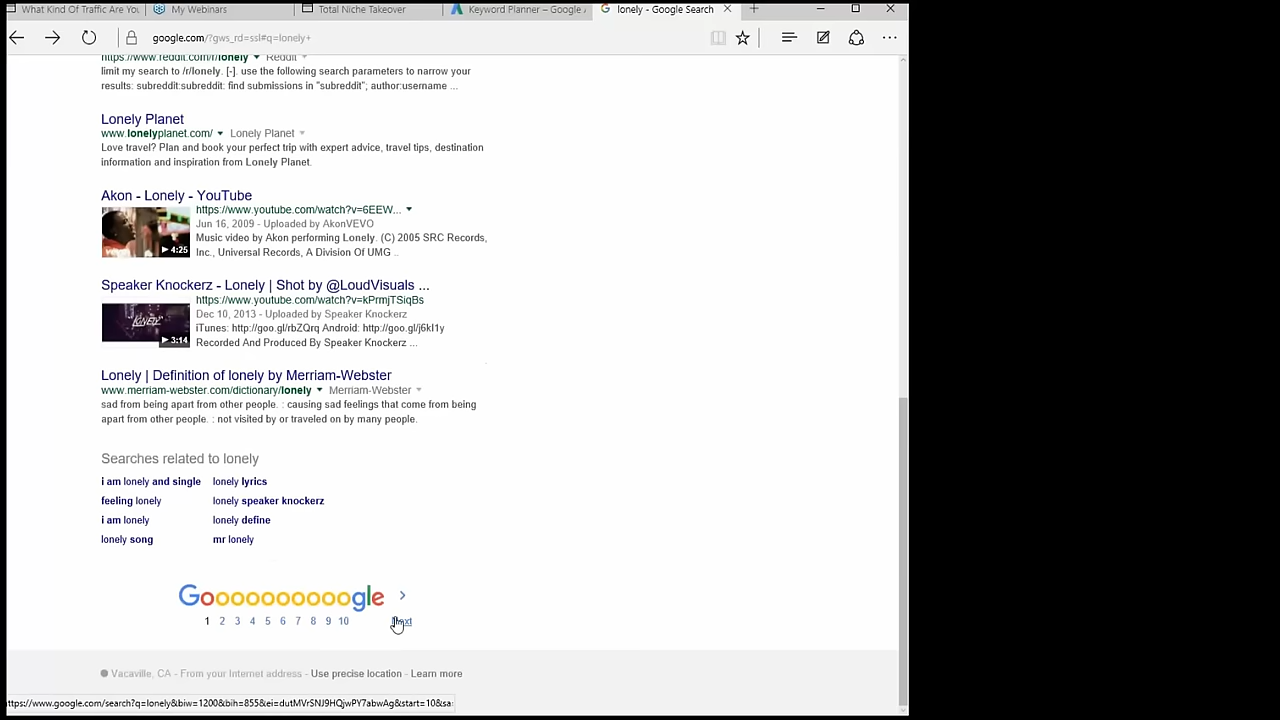 What Kind Of Traffic Are You
My Webinars
Total Niche Takeover
Keyword Planner – Google
lonely - Google Search
google.com/?gws_rd=ssl#q=lonely+
https://www.reddit.com/r/lonely Reddit
limit my search to /r/lonely. [-]. use the following search parameters to narrow your
results: subreddit:subreddit: find submissions in "subreddit"; author:username ...
Lonely Planet
www.lonelyplanet.com/ Lonely Planet
Love travel? Plan and book your perfect trip with expert advice, travel tips, destination
information and inspiration from Lonely Planet.
Akon - Lonely - YouTube
https://www.youtube.com/watch?v=6EEW...
Jun 16, 2009 - Uploaded by AkonVEVO
Music video by Akon performing Lonely. (C) 2005 SRC Records,
4:25
Inc., Universal Records, A Division Of UMG ..
Speaker Knockerz - Lonely | Shot by @LoudVisuals ...
https://www.youtube.com/watch?v=kPrmjTSiqBs
Dec 10, 2013 - Uploaded by Speaker Knockerz
"LONELY"
iTunes: http://goo.gl/rbZQrq Android: http://goo.gl/j6kI1y
3:14
Recorded And Produced By Speaker Knockerz ...
Lonely | Definition of lonely by Merriam-Webster
www.merriam-webster.com/dictionary/lonely Merriam-Webster
sad from being apart from other people. : causing sad feelings that come from being
apart from other people. : not visited by or traveled on by many people.
Searches related to lonely
i am lonely and single lonely lyrics
feeling lonely lonely speaker knockerz
i am lonely lonely define
lonely song mr lonely
Goooooooooogle >
1 2 3 4 5 6 7 8 9 10 Next
Vacaville, CA - From your Internet address - Use precise location - Learn more
https://www.google.com/search?q=lonely&biw=1200&bih=855&ei=dutMVrSNJ9HQjwPY7abwAg&start=10&sa